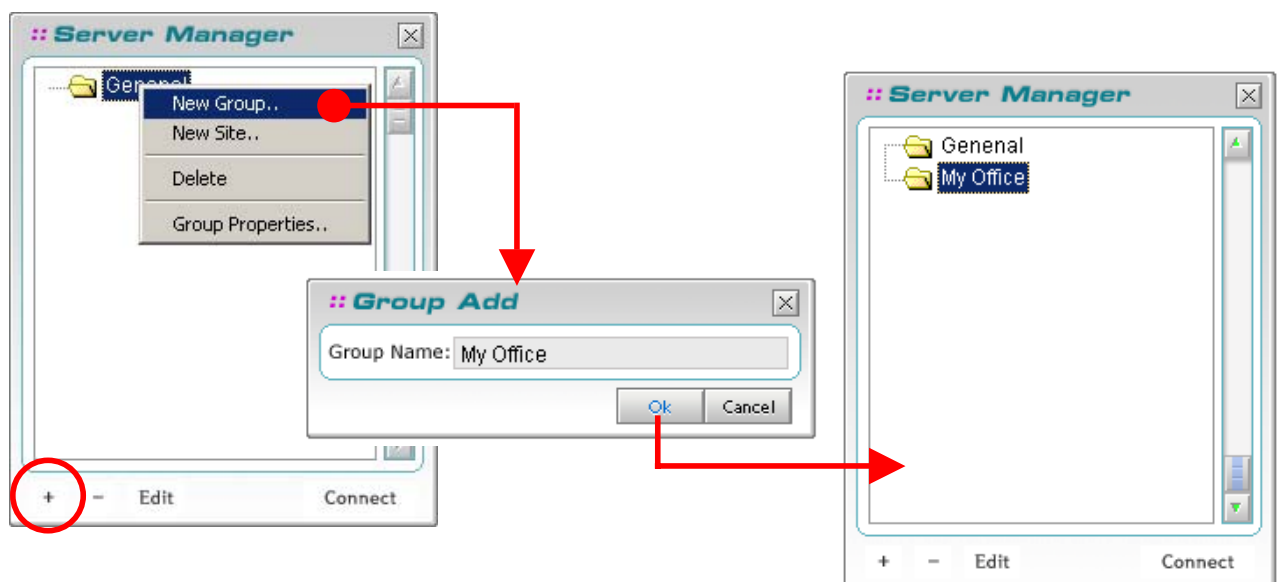 :: Server Manager
General
New Group..
New Site..
Delete
Group Properties..
+ - Edit Connect
:: Group Add
Group Name: My Office
Ok Cancel
:: Server Manager
Genenal
My Office
+ - Edit Connect